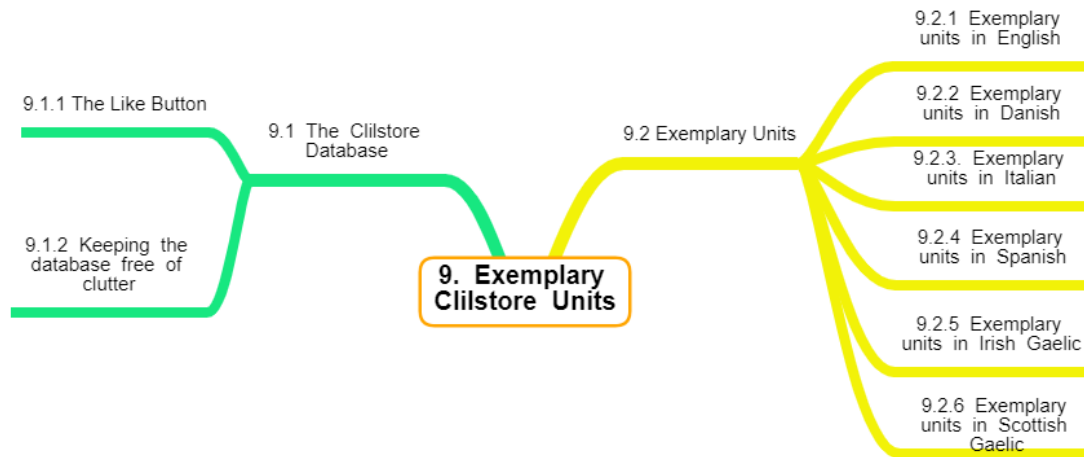 9. Exemplary
Clilstore Units
9.1 The Clilstore
Database
9.1.1 The Like Button
9.1.2 Keeping the
database free of
clutter
9.2 Exemplary Units
9.2.1 Exemplary
units in English
9.2.2 Exemplary
units in Danish
9.2.3. Exemplary
units in Italian
9.2.4 Exemplary
units in Spanish
9.2.5 Exemplary
units in Irish Gaelic
9.2.6 Exemplary
units in Scottish
Gaelic